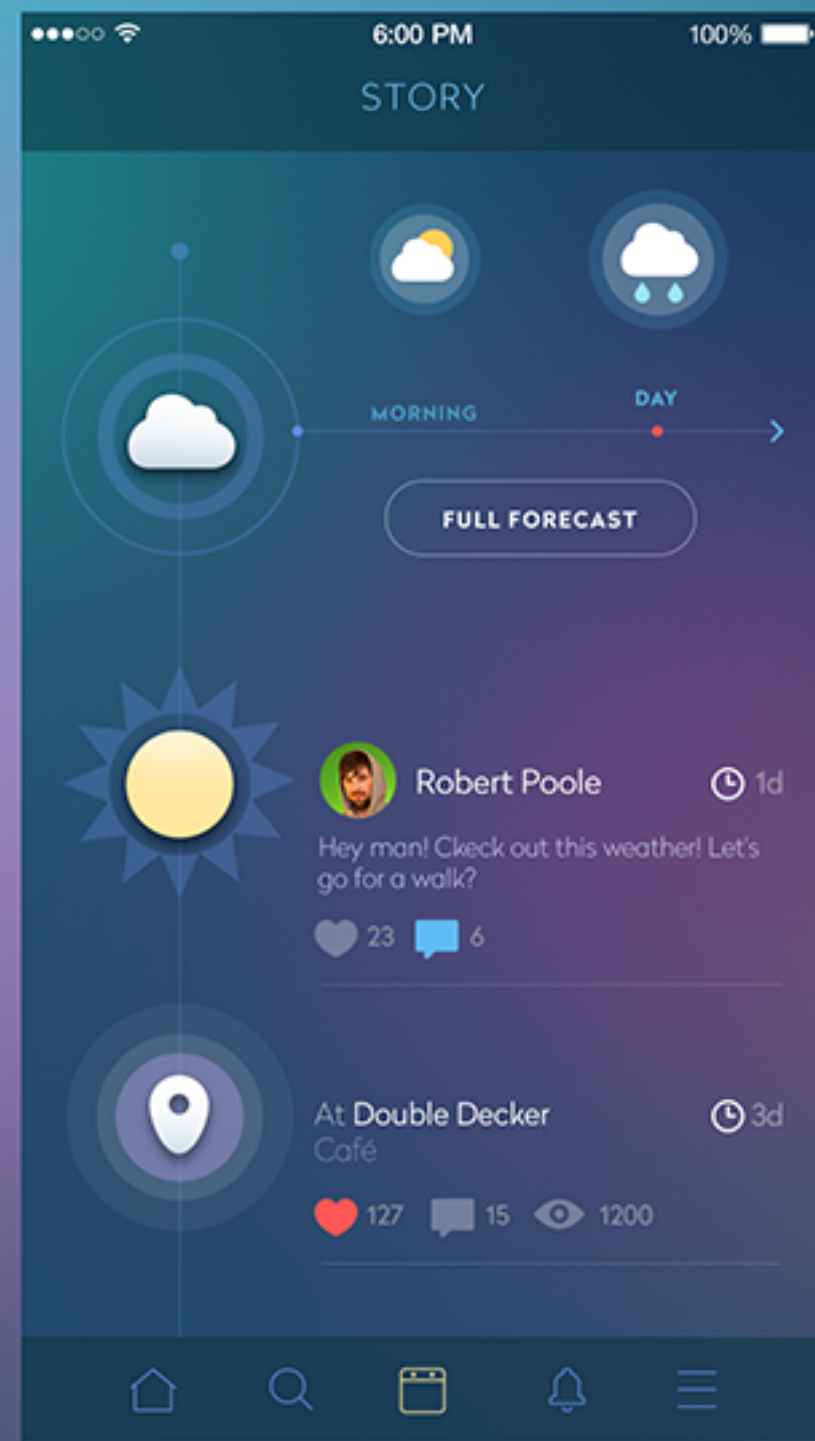 6:00 PM
100%
STORY
MORNING
DAY
FULL FORECAST
Robert Poole
1d
Hey man! Ckeck out this weather! Let's
go for a walk?
23
6
At Double Decker
3d
Café
127
15
1200